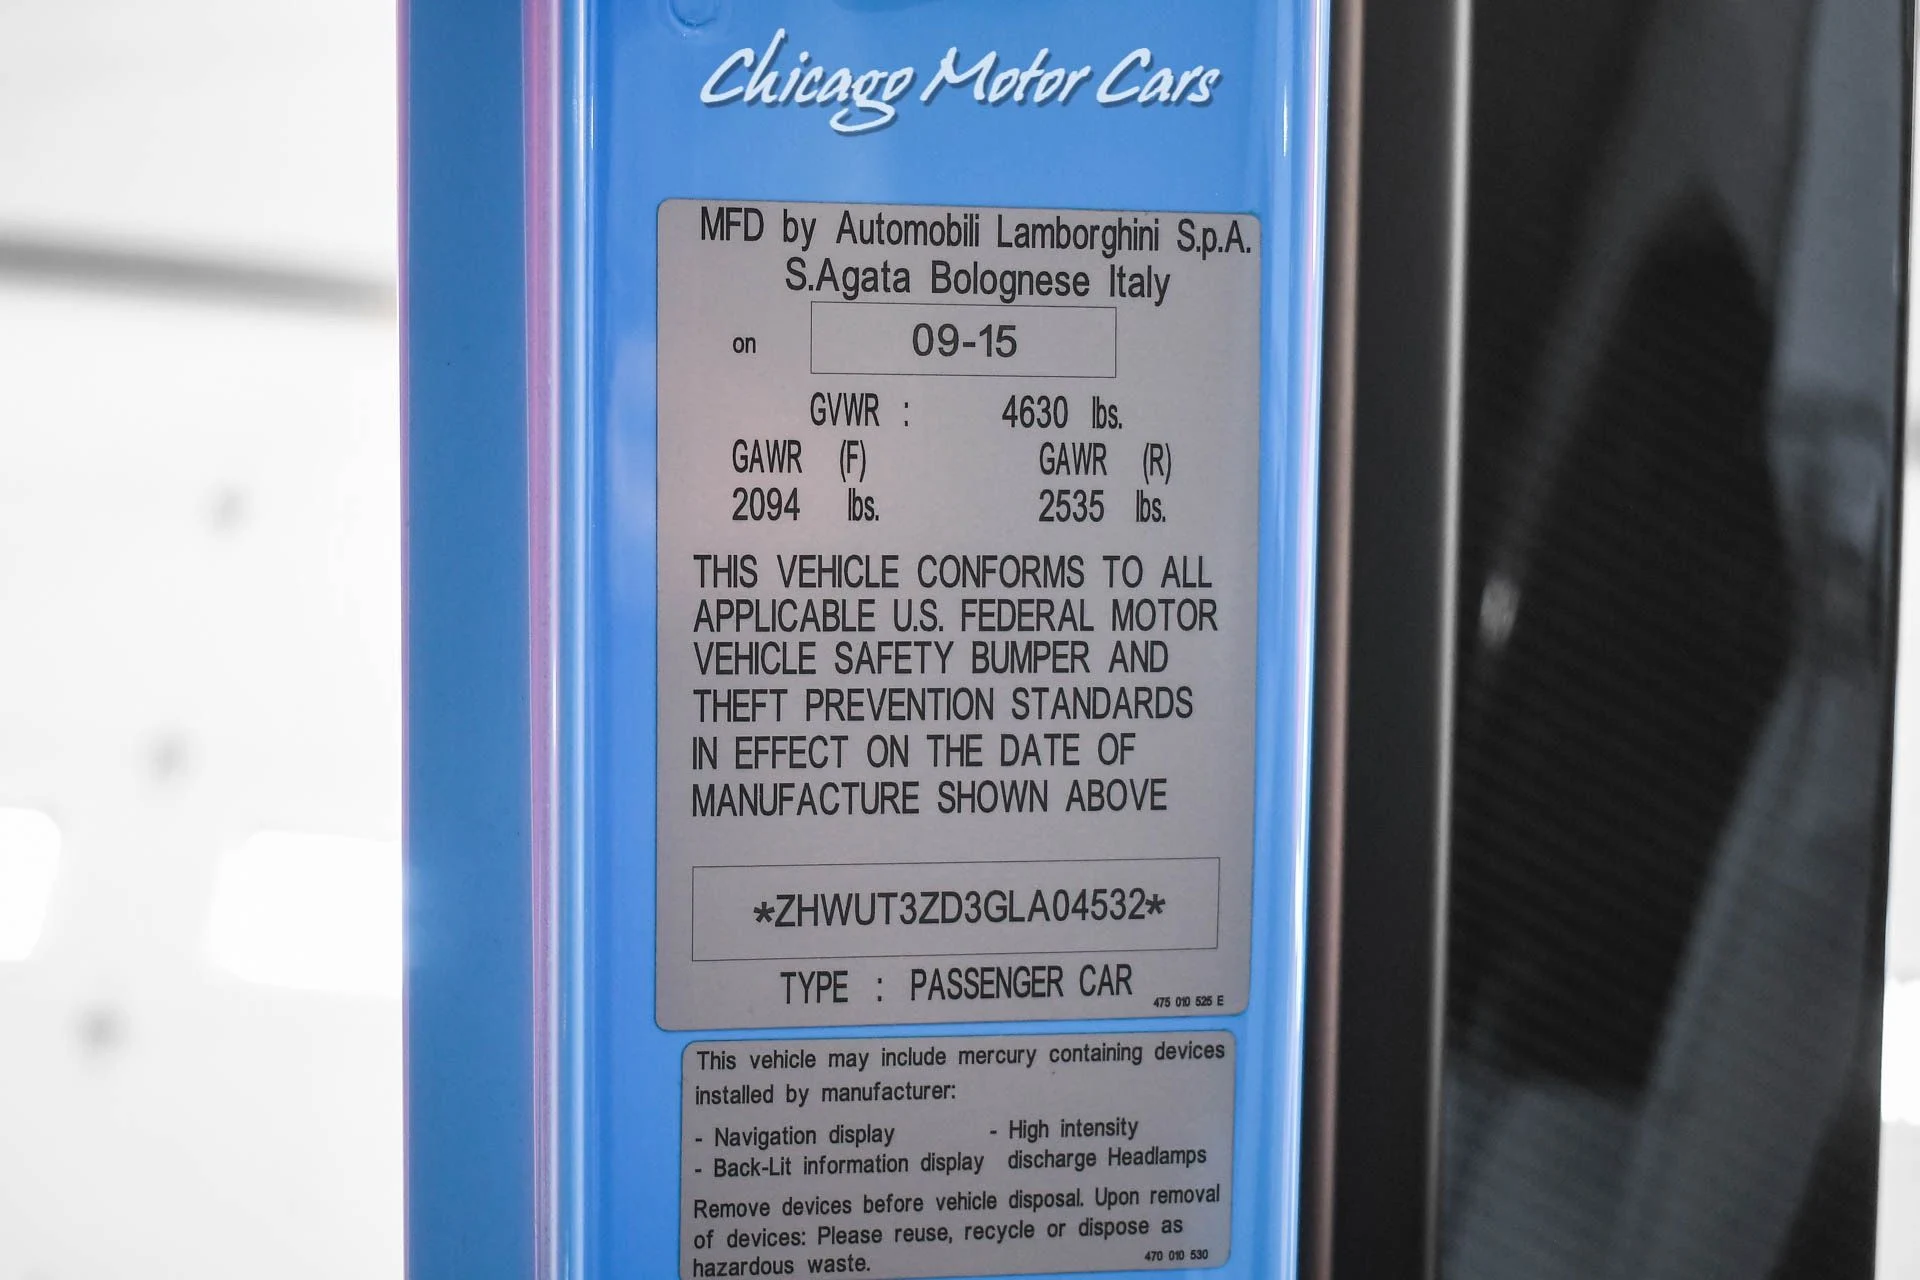 Chicago Motor Cars
MFD by Automobili Lamborghini S.p.A.
S.Agata Bolognese Italy
on 09-15
GVWR : 4630 lbs.
GAWR (F) GAWR (R)
2094 lbs. 2535 lbs.
THIS VEHICLE CONFORMS TO ALL
APPLICABLE U.S. FEDERAL MOTOR
VEHICLE SAFETY BUMPER AND
THEFT PREVENTION STANDARDS
IN EFFECT ON THE DATE OF
MANUFACTURE SHOWN ABOVE
*ZHWUT3ZD3GLA04532*
TYPE : PASSENGER CAR 475 010 525 E
This vehicle may include mercury containing devices
installed by manufacturer:
- Navigation display - High intensity
- Back-Lit information display discharge Headlamps
Remove devices before vehicle disposal. Upon removal
of devices: Please reuse, recycle or dispose as
hazardous waste. 470 010 530